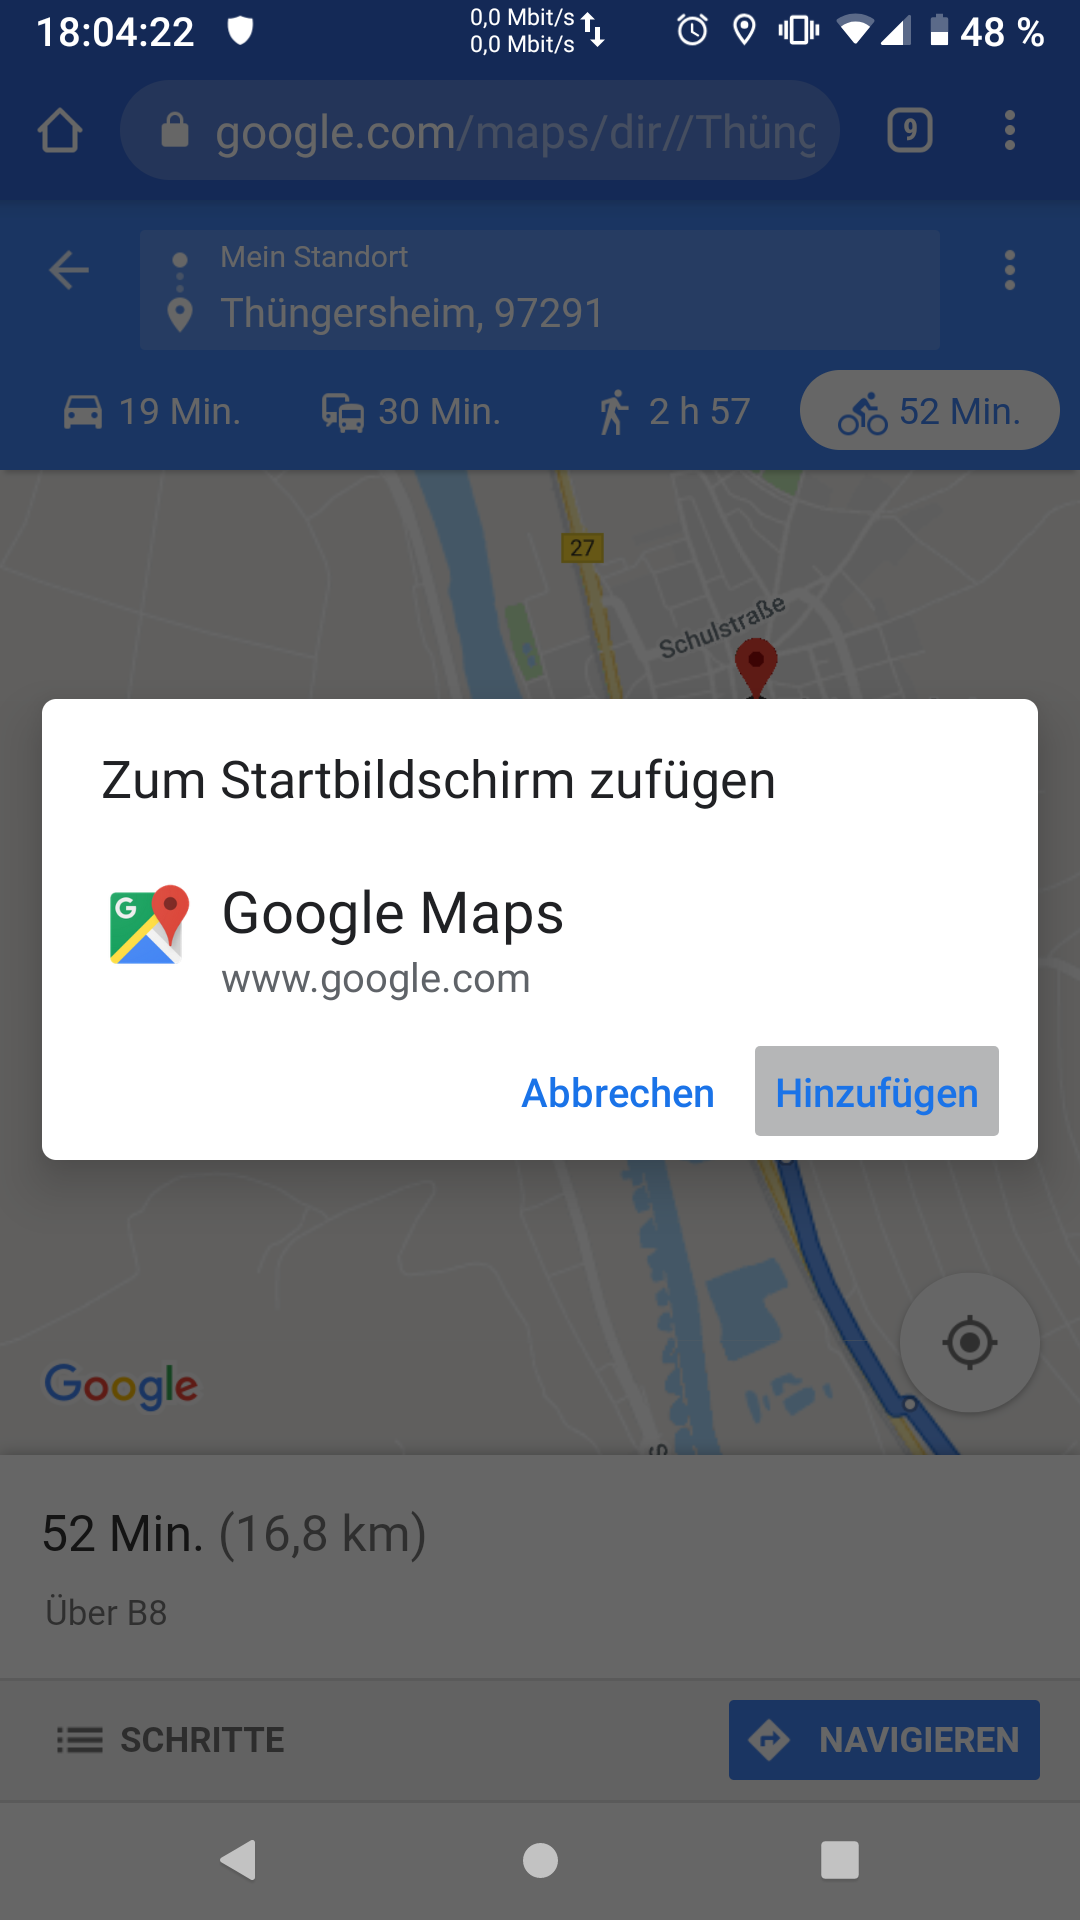 18:04:22
0,0 Mbit/s
0,0 Mbit/s
48 %
google.com/maps/dir//Thüng
9
Mein Standort
Thüngersheim, 97291
19 Min.
30 Min.
2 h 57
52 Min.
27
Schulstraße
Zum Startbildschirm zufügen
G
Google Maps
www.google.com
Abbrechen
Hinzufügen
Google
52 Min. (16,8 km)
Über B8
SCHRITTE
NAVIGIEREN